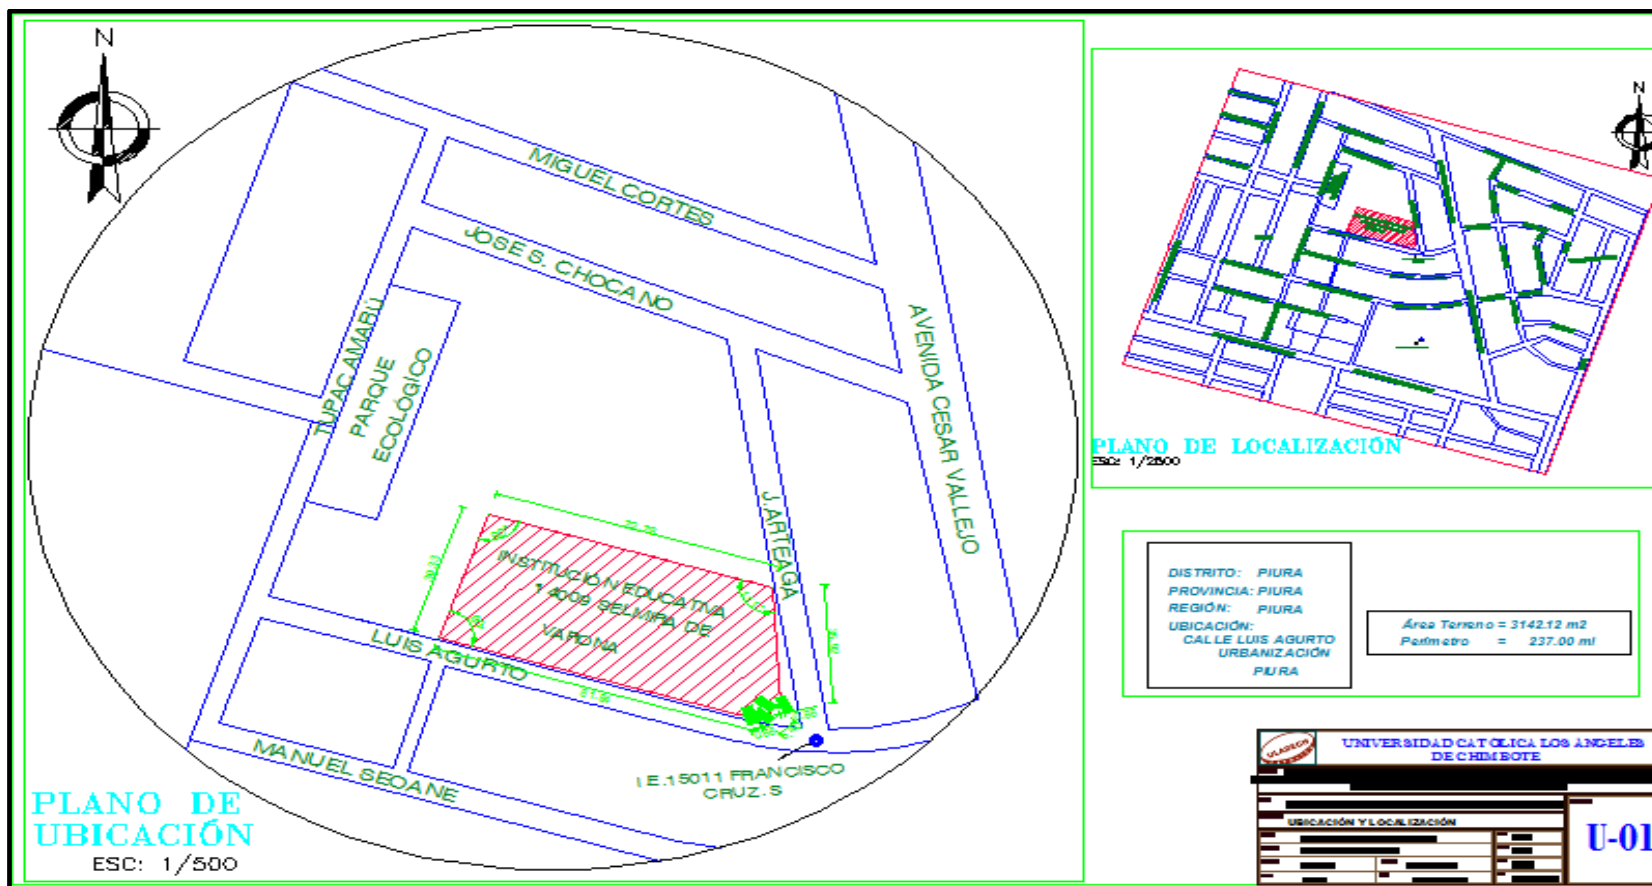 N
MIGUEL CORTES
JOSE S. CHOCANO
TUPAC AMARÚ
PARQUE
ECOLÓGICO
AVENIDA CESAR VALLEJO
J. ARTEAGA
INSTITUCIÓN EDUCATIVA
14009 SELMIRA DE
VARONA
LUIS AGURTO
MANUEL SEOANE
I.E.15011 FRANCISCO
CRUZ.S
PLANO DE
UBICACIÓN
ESC: 1/500
N
PLANO DE LOCALIZACIÓN
ESC: 1/2500
DISTRITO: PIURA
PROVINCIA: PIURA
REGIÓN: PIURA
UBICACIÓN:
CALLE LUIS AGURTO
URBANIZACIÓN
PIURA
Área Terreno = 3142.12 m2
Perímetro = 237.00 ml
ULADECH
UNIVERSIDAD CATOLICA LOS ANGELES
DE CHIMBOTE
UBICACIÓN Y LOCALIZACIÓN
U-01